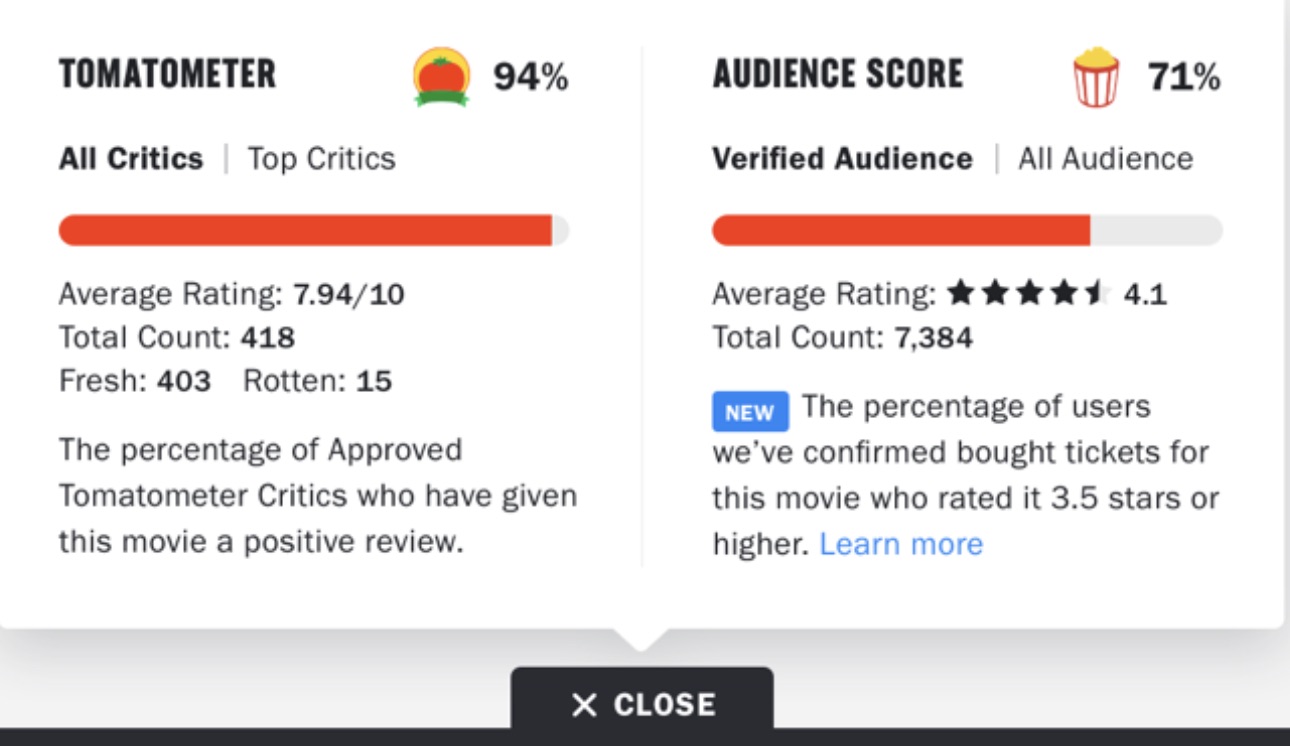 TOMATOMETER 94%
All Critics | Top Critics
Average Rating: 7.94/10
Total Count: 418
Fresh: 403 Rotten: 15
The percentage of Approved
Tomatometer Critics who have given
this movie a positive review.
AUDIENCE SCORE 71%
Verified Audience | All Audience
Average Rating: 4.1
Total Count: 7,384
NEW The percentage of users
we’ve confirmed bought tickets for
this movie who rated it 3.5 stars or
higher. Learn more
CLOSE